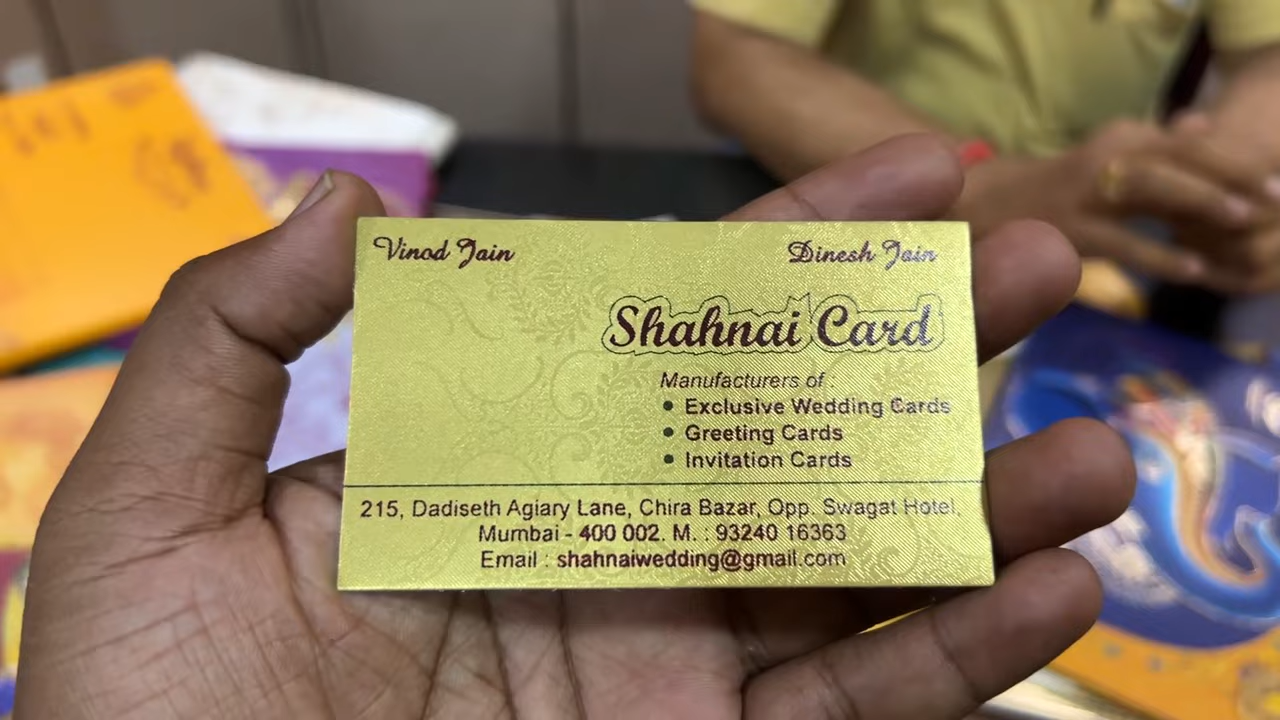 Vinod Jain
Dinesh Jain
Shahnai Card
Manufacturers of :
• Exclusive Wedding Cards
• Greeting Cards
• Invitation Cards
215, Dadiseth Agiary Lane, Chira Bazar, Opp. Swagat Hotel,
Mumbai - 400 002. M. : 93240 16363
Email : shahnaiwedding@gmail.com